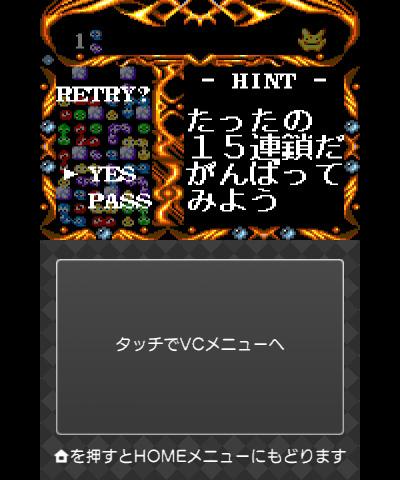 1
RETRY?
YES
PASS
- HINT -
たったの
15連鎖だ
がんばって
みよう
タッチでVCメニューへ
を押すとHOMEメニューにもどります